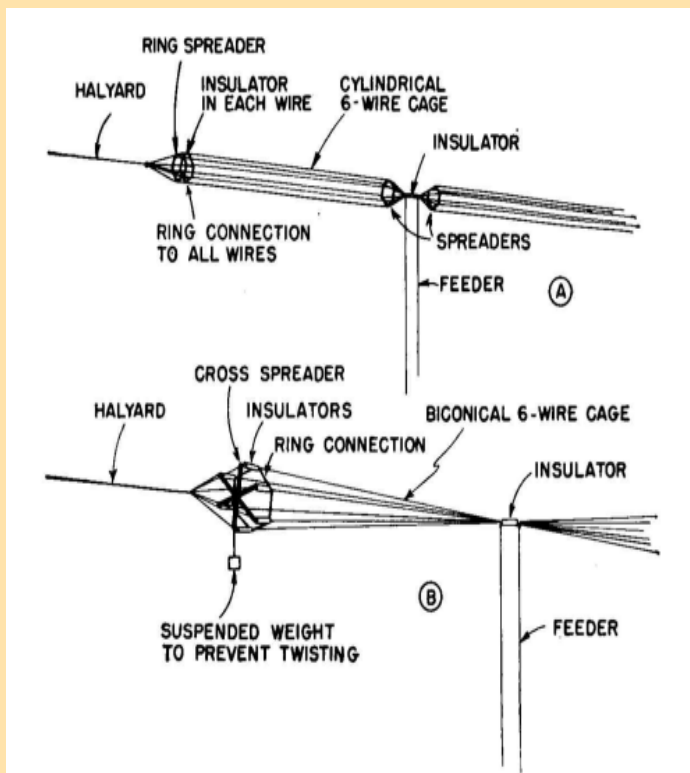 RING SPREADER
HALYARD
INSULATOR
IN EACH WIRE
CYLINDRICAL
6-WIRE CAGE
INSULATOR
RING CONNECTION
TO ALL WIRES
SPREADERS
FEEDER
A
CROSS SPREADER
HALYARD
INSULATORS
RING CONNECTION
BICONICAL 6-WIRE CAGE
INSULATOR
B
SUSPENDED WEIGHT
TO PREVENT TWISTING
FEEDER